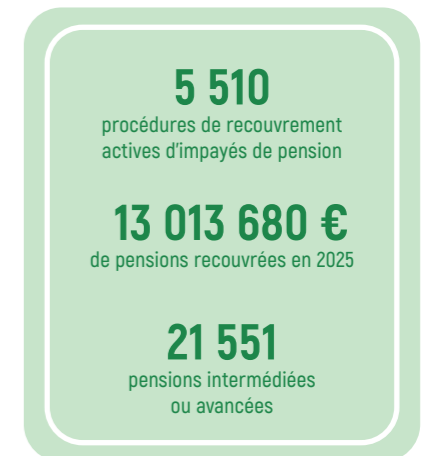 5 510
procédures de recouvrement
actives d'impayés de pension
13 013 680 €
de pensions recouvrées en 2025
21 551
pensions intermédiées
ou avancées